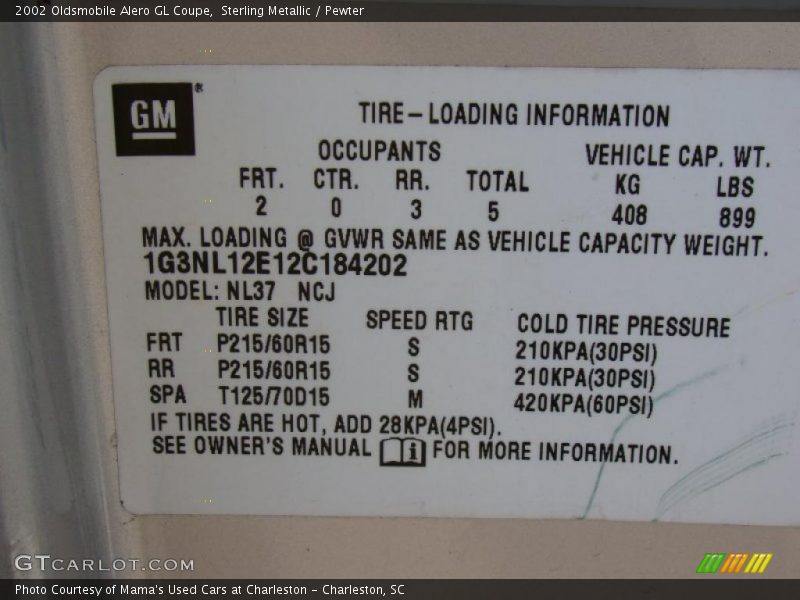 2002 Oldsmobile Alero GL Coupe, Sterling Metallic / Pewter
GM ®
TIRE-LOADING INFORMATION
OCCUPANTS VEHICLE CAP. WT.
FRT. CTR. RR. TOTAL KG LBS
2 0 3 5 408 899
MAX. LOADING @ GVWR SAME AS VEHICLE CAPACITY WEIGHT.
1G3NL12E12C184202
MODEL: NL37 NCJ
TIRE SIZE SPEED RTG COLD TIRE PRESSURE
FRT P215/60R15 S 210KPA(30PSI)
RR P215/60R15 S 210KPA(30PSI)
SPA T125/70D15 M 420KPA(60PSI)
IF TIRES ARE HOT, ADD 28KPA(4PSI).
SEE OWNER'S MANUAL i FOR MORE INFORMATION.
GTCARLOT.COM
Photo Courtesy of Mama's Used Cars at Charleston - Charleston, SC